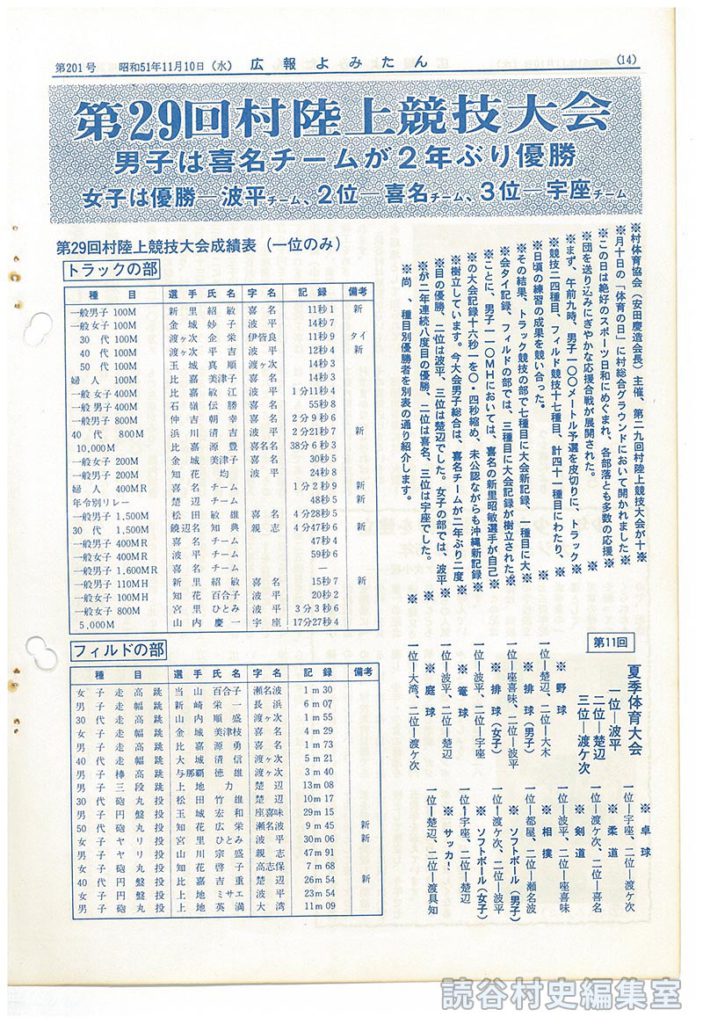 第201号 昭和51年11月10日（水） 広報よみたん (14)
第29回村陸上競技大会
男子は喜名チームが2年ぶり優勝
女子は優勝—波平チーム、2位—喜名チーム、3位—宇座チーム
※村体育協会（安田慶造会長）主催、第二九回村陸上競技大会が十※
※月十日の「体育の日」に村総合グラウンドにおいて開かれました※
※この日は絶好のスポーツ日和にめぐまれ、各部落とも多数の応援※
※団を送り込みにぎやかな応援合戦が展開された。
※まず、午前九時、男子一〇〇メートル予選を皮切りに、トラック※
※競技二四種目、フィルド競技十七種目、計四十一種目にわたり、※
※日頃の練習の成果を競い合った。
※その結果、トラック競技の部で七種目に大会新記録、一種目に大※
※会タイ記録、フィルドの部では、三種目に大会記録が樹立された※
※ことに、男子一一〇MHにおいては、喜名の新里昭敏選手が自己※
※の大会記録十六秒一を〇・四秒縮め、未公認ながらも沖縄新記録※
※樹立しています。今大会男子総合は、喜名チームが二年ぶり二度※
※目の優勝、二位は波平、三位は楚辺でした。女子の部では、波平※
※が二年連続八度目の優勝、二位は喜名、三位は宇座でした。
※尚、種目別優勝者を別表の通り紹介します。
第29回村陸上競技大会成績表（一位のみ）
トラックの部
種目 選手氏名 字名 記録 備考
一般男子 100M 新里紹敏 喜名 11秒1 新
一般女子 100M 金城妙子 波平 14秒7
30代 100M 渡ヶ次金栄 伊皆良 11秒9 タイ
40代 100M 渡ヶ次平吉 波平 12秒4 新
50代 100M 玉城真順 渡ヶ次 14秒3
婦人 100M 比嘉美津子 喜名 14秒3
一般女子 400M 比嘉敏江 波平 1分11秒4
一般男子 400M 石嶺伝勝 喜名 55秒8
一般男子 800M 仲吉朝幸 喜名 2分9秒6
40代 800M 浜川清吉 波平 2分21秒7 新
10,000M 比嘉源豊 喜名 38分6秒3
一般女子 200M 金城美津子 喜名 30秒5
一般男子 200M 知花均 波平 24秒8
婦人 400MR 喜名チーム 1分2秒9 新
年令別リレー 楚辺チーム 48秒5 新
一般男子 1,500M 松田敏雄 喜名 4分28秒5
30代 1,500M 饒辺名知典 親志 4分47秒6 新
一般男子 400MR 喜名チーム 47秒4
一般女子 400MR 波平チーム 59秒6
一般男子 1,600MR 喜名チーム —
一般男子 110MH 新里紹敏 喜名 15秒7 新
一般女子 100MH 知花百合子 波平 20秒2
一般女子 800M 宮里ひとみ 波平 3分3秒6
5,000M 山内慶一 宇座 17分27秒4
フィルドの部
種目 選手氏名 字名 記録 備考
女子走高跳 当山百合子 瀬名波 1m30
男子走幅跳 新崎栄一 長浜 6m07
30代走高跳 山内順盛 渡ヶ次 1m55
女子走幅跳 金城美津枝 喜名 4m29
男子走高跳 比嘉源勇 喜名 1m73
40代走幅跳 大城清信 渡ヶ次 5m21
男子棒高跳 与那覇徳雄 渡ヶ次 3m40
男子三段跳 上地力 楚辺 13m08
30代砲丸投 松田竹雄 楚辺 10m17
男子円盤投 玉城宏和 座喜味 29m15
50代砲丸投 知花広栄 瀬名波 9m45 新
女子ヤリ投 宮里ひとみ 波平 30m06 新
男子ヤリ投 山川宗盛 親志 47m91
女子砲丸投 知花啓子 高志保 7m68
40代円盤投 比嘉吉重 楚辺 26m54 新
女子円盤投 上地ミサエ 波平 23m54
男子砲丸投 上地英満 大湾 11m09
第11回
夏季体育大会
一位—波平
二位—楚辺
三位—渡ケ次
※野球
一位—楚辺、二位—大木
※排球（男子）
一位—座喜味、二位—波平
※排球（女子）
一位—波平、二位—宇座
※篭球
一位—波平、二位—楚辺
※庭球
一位—大湾、二位—渡ケ次
※卓球
一位—宇座、二位—渡ケ次
※柔道
一位—渡ケ次、二位—喜名
※剣道
一位—波平、二位—座喜味
※相撲
一位—都屋、二位—瀬名波
※ソフトボール（男子）
一位—渡ケ次、二位—波平
※ソフトボール（女子）
一位—宇座、二位—楚辺
※サッカー
一位—楚辺、二位—渡具知
読谷村史編集室